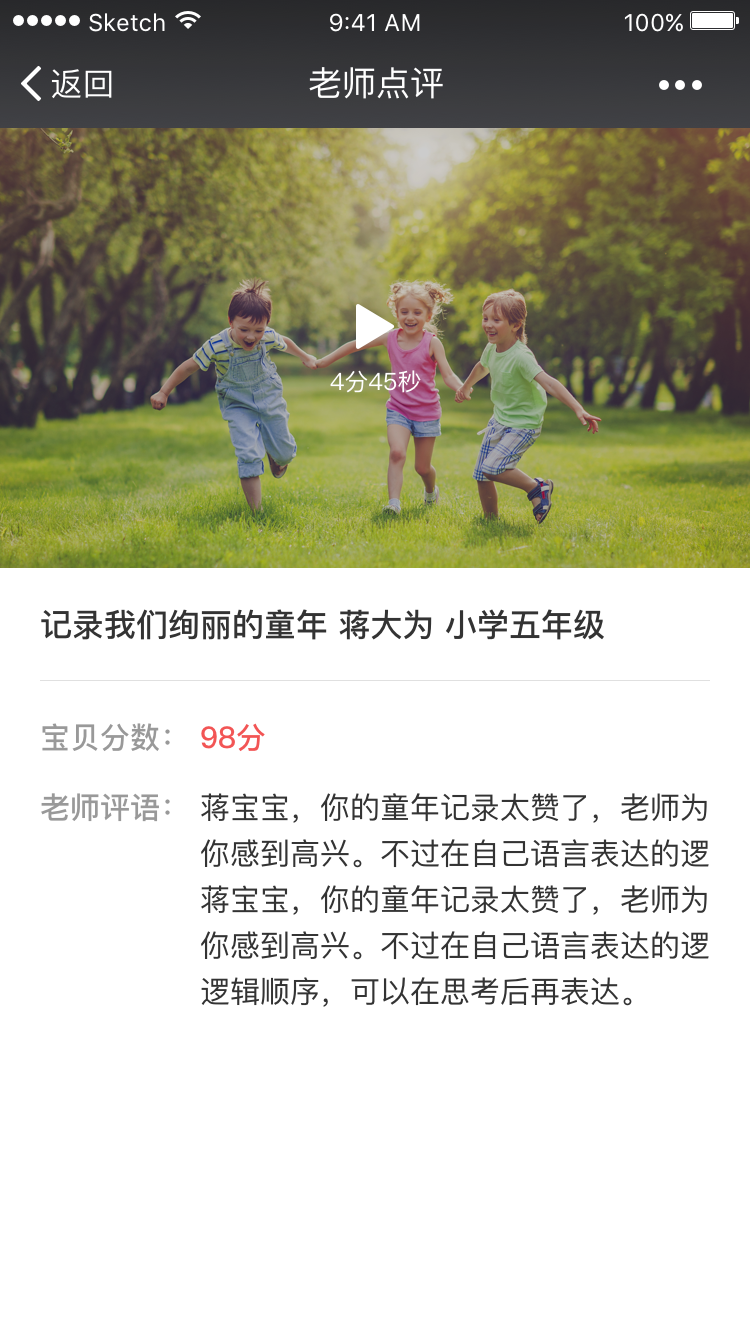 Sketch 9:41 AM 100%
返回 老师点评
4分45秒
记录我们绚丽的童年 蒋大为 小学五年级
宝贝分数： 98分
老师评语： 蒋宝宝，你的童年记录太赞了，老师为
你感到高兴。不过在自己语言表达的逻
蒋宝宝，你的童年记录太赞了，老师为
你感到高兴。不过在自己语言表达的逻
逻辑顺序，可以在思考后再表达。